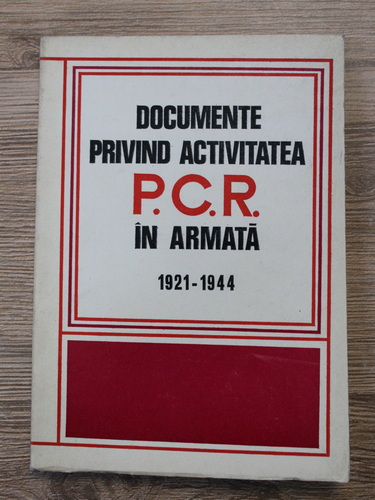 DOCUMENTE
PRIVIND ACTIVITATEA
P.C.R.
ÎN ARMATĂ
1921-1944